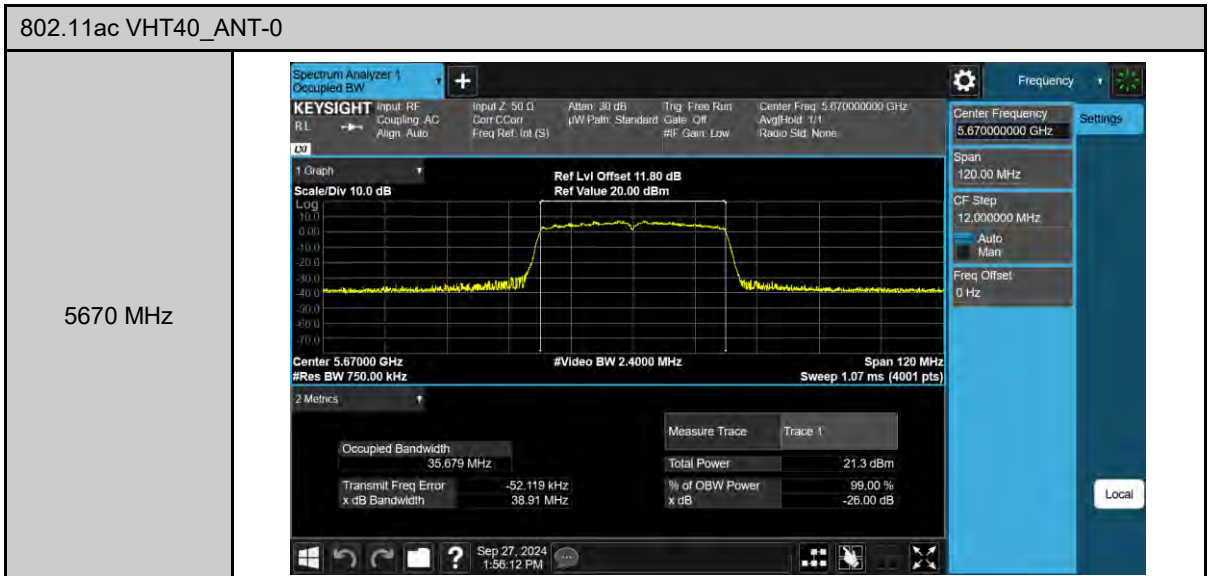 802.11ac VHT40_ANT-0
5670 MHz
Spectrum Analyzer 1
Occupied BW
+
Frequency
KEYSIGHT
RL
LXI
Input: RF
Coupling: AC
Align: Auto
Input Z: 50 Ω
Corr CCorr
Freq Ref: Int (S)
Atten: 30 dB
µW Path: Standard
Trig: Free Run
Gate: Off
#IF Gain: Low
Center Freq: 5.670000000 GHz
Avg|Hold: 1/1
Radio Std: None
Center Frequency
5.670000000 GHz
Settings
Span
120.00 MHz
CF Step
12.000000 MHz
Auto
Man
Freq Offset
0 Hz
Local
1 Graph
Scale/Div 10.0 dB
Ref Lvl Offset 11.80 dB
Ref Value 20.00 dBm
Log
10.0
0.00
-10.0
-20.0
-30.0
-40.0
-50.0
-60.0
-70.0
Center 5.67000 GHz
#Video BW 2.4000 MHz
Span 120 MHz
#Res BW 750.00 kHz
Sweep 1.07 ms (4001 pts)
2 Metrics
Measure Trace Trace 1
Occupied Bandwidth
35.679 MHz
Total Power 21.3 dBm
Transmit Freq Error -52.119 kHz
% of OBW Power 99.00 %
x dB Bandwidth 38.91 MHz
x dB -26.00 dB
?
Sep 27, 2024
1:56:12 PM